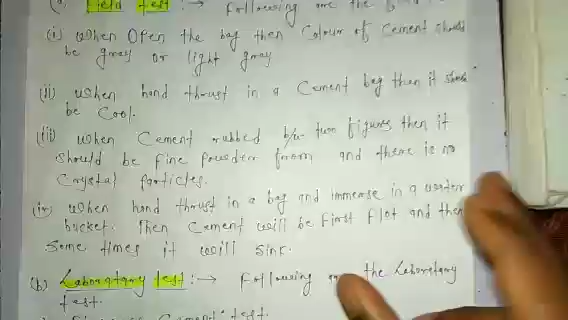 (a) Field test :→ Following are the
(i) when Open the bag then Colour of Cement should
be gray or light gray
(ii) when hand thrust in a Cement bag then it should
be Cool.
(iii) when Cement rubbed b/w two figures then it
should be fine powder from and there is no
Crystal particles.
(iv) when hand thrust in a bag and immerse in a water
bucket. Then Cement will be first flot and then
Some times it will sink.
(b) Laboratory test :→ Following the Laboratory
test.
Cement test.